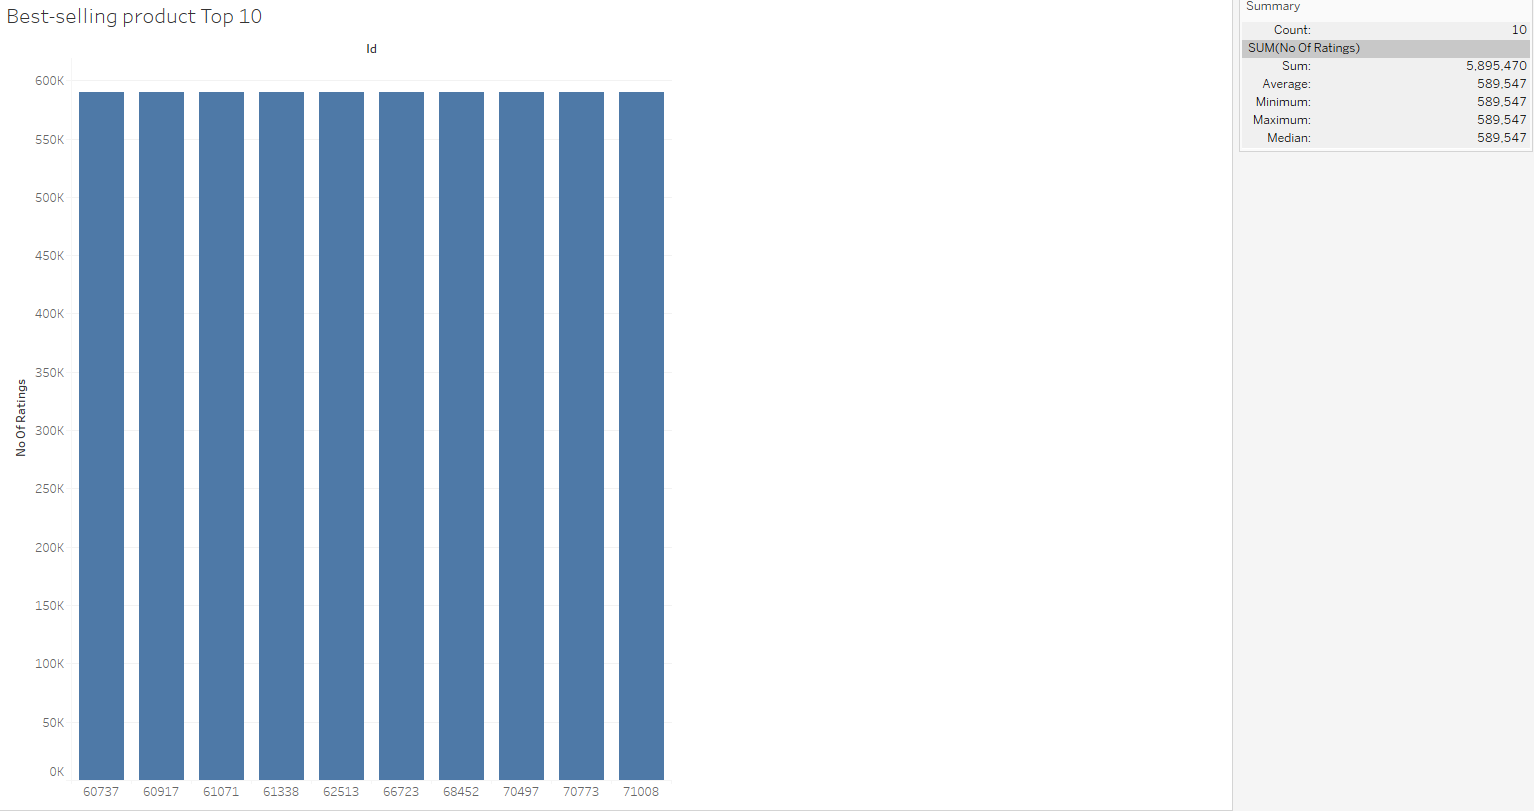 Best-selling product Top 10
Id
600K
550K
500K
450K
400K
350K
300K
250K
200K
150K
100K
50K
0K
No Of Ratings
60737 60917 61071 61338 62513 66723 68452 70497 70773 71008
Summary
Count: 10
SUM(No Of Ratings)
Sum: 5,895,470
Average: 589,547
Minimum: 589,547
Maximum: 589,547
Median: 589,547